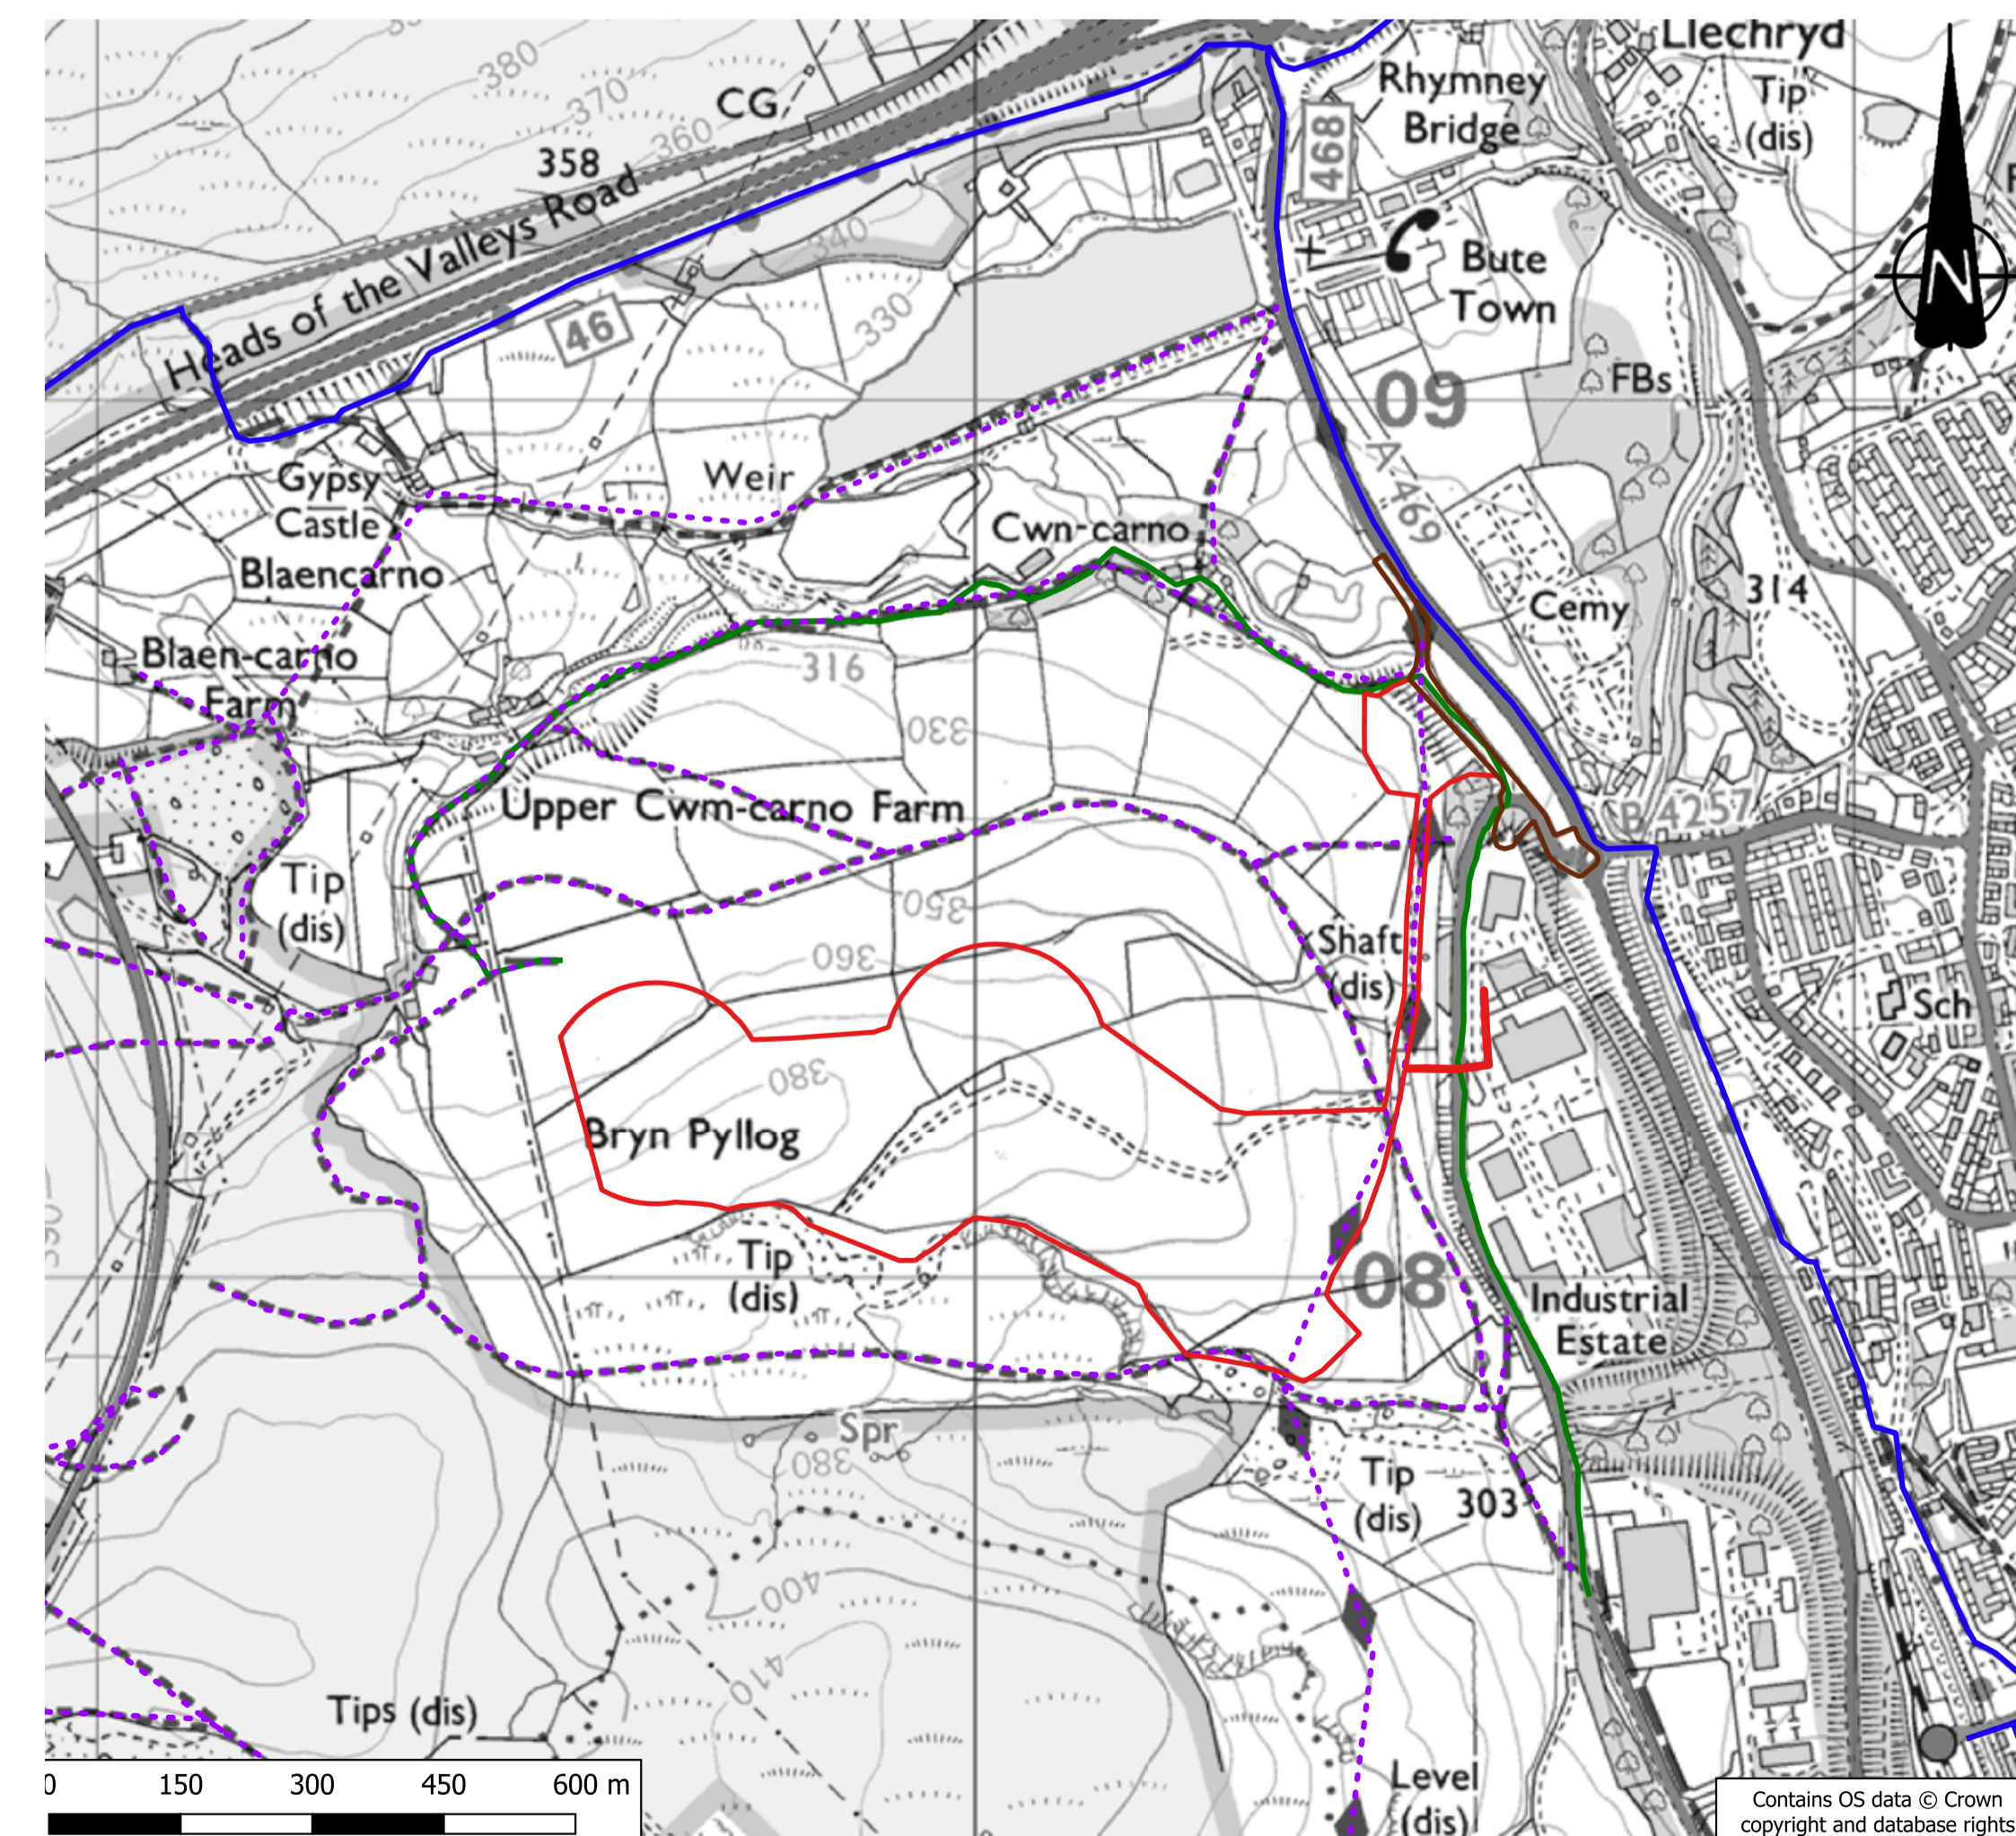 Llechryd
380
CG
Rhymney
Bridge
Tip
(dis)
370
360
358
468
Heads of the Valleys Road
340
Bute
Town
N
46
330
FBs
09
A 469
Gypsy
Castle
Weir
Cwn-carno
Blaencarno
314
Cemy
Blaen-carno
Farm
316
330
Upper Cwm-carno Farm
B 4257
Tip
(dis)
350
Shaft
(dis)
360
Sch
380
Bryn Pyllog
Tip
(dis)
08
Industrial
Estate
Spr
380
Tip
(dis)
303
400
410
Tips (dis)
Level
(dis)
0 150 300 450 600 m
Contains OS data © Crown
copyright and database rights